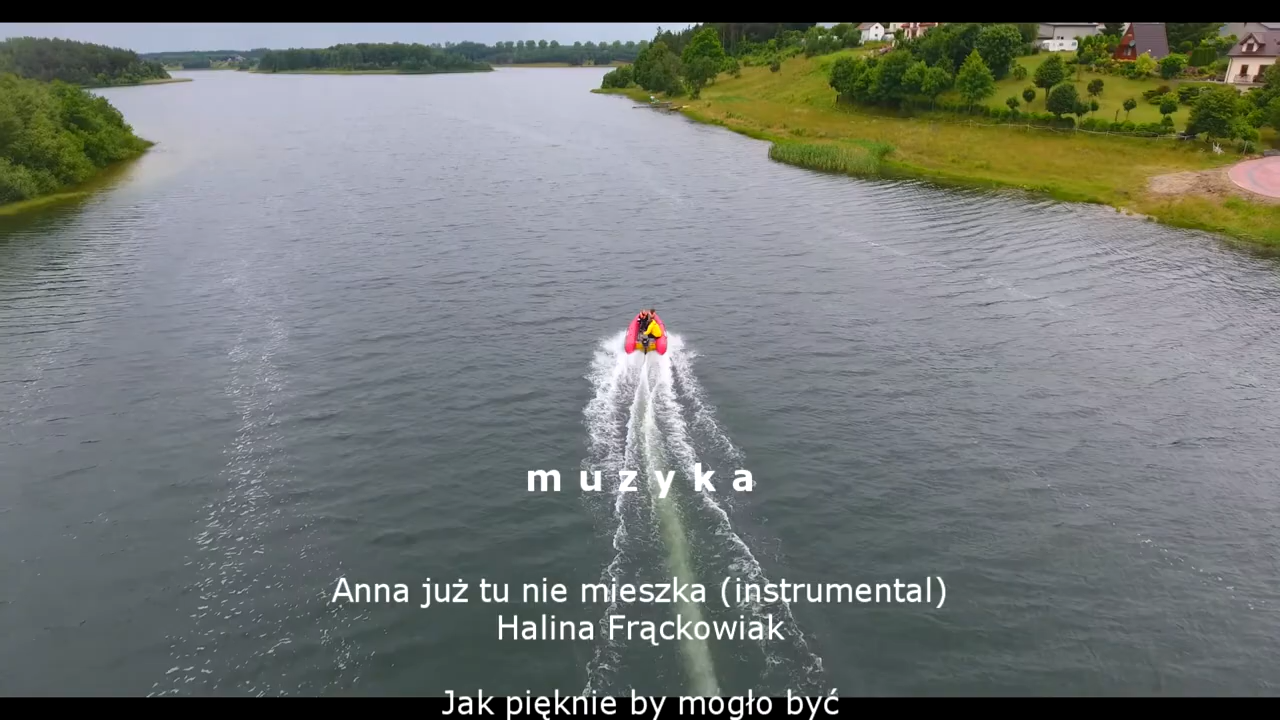 m u z y k a
Anna już tu nie mieszka (instrumental)
Halina Frąckowiak
Jak pięknie by mogło być